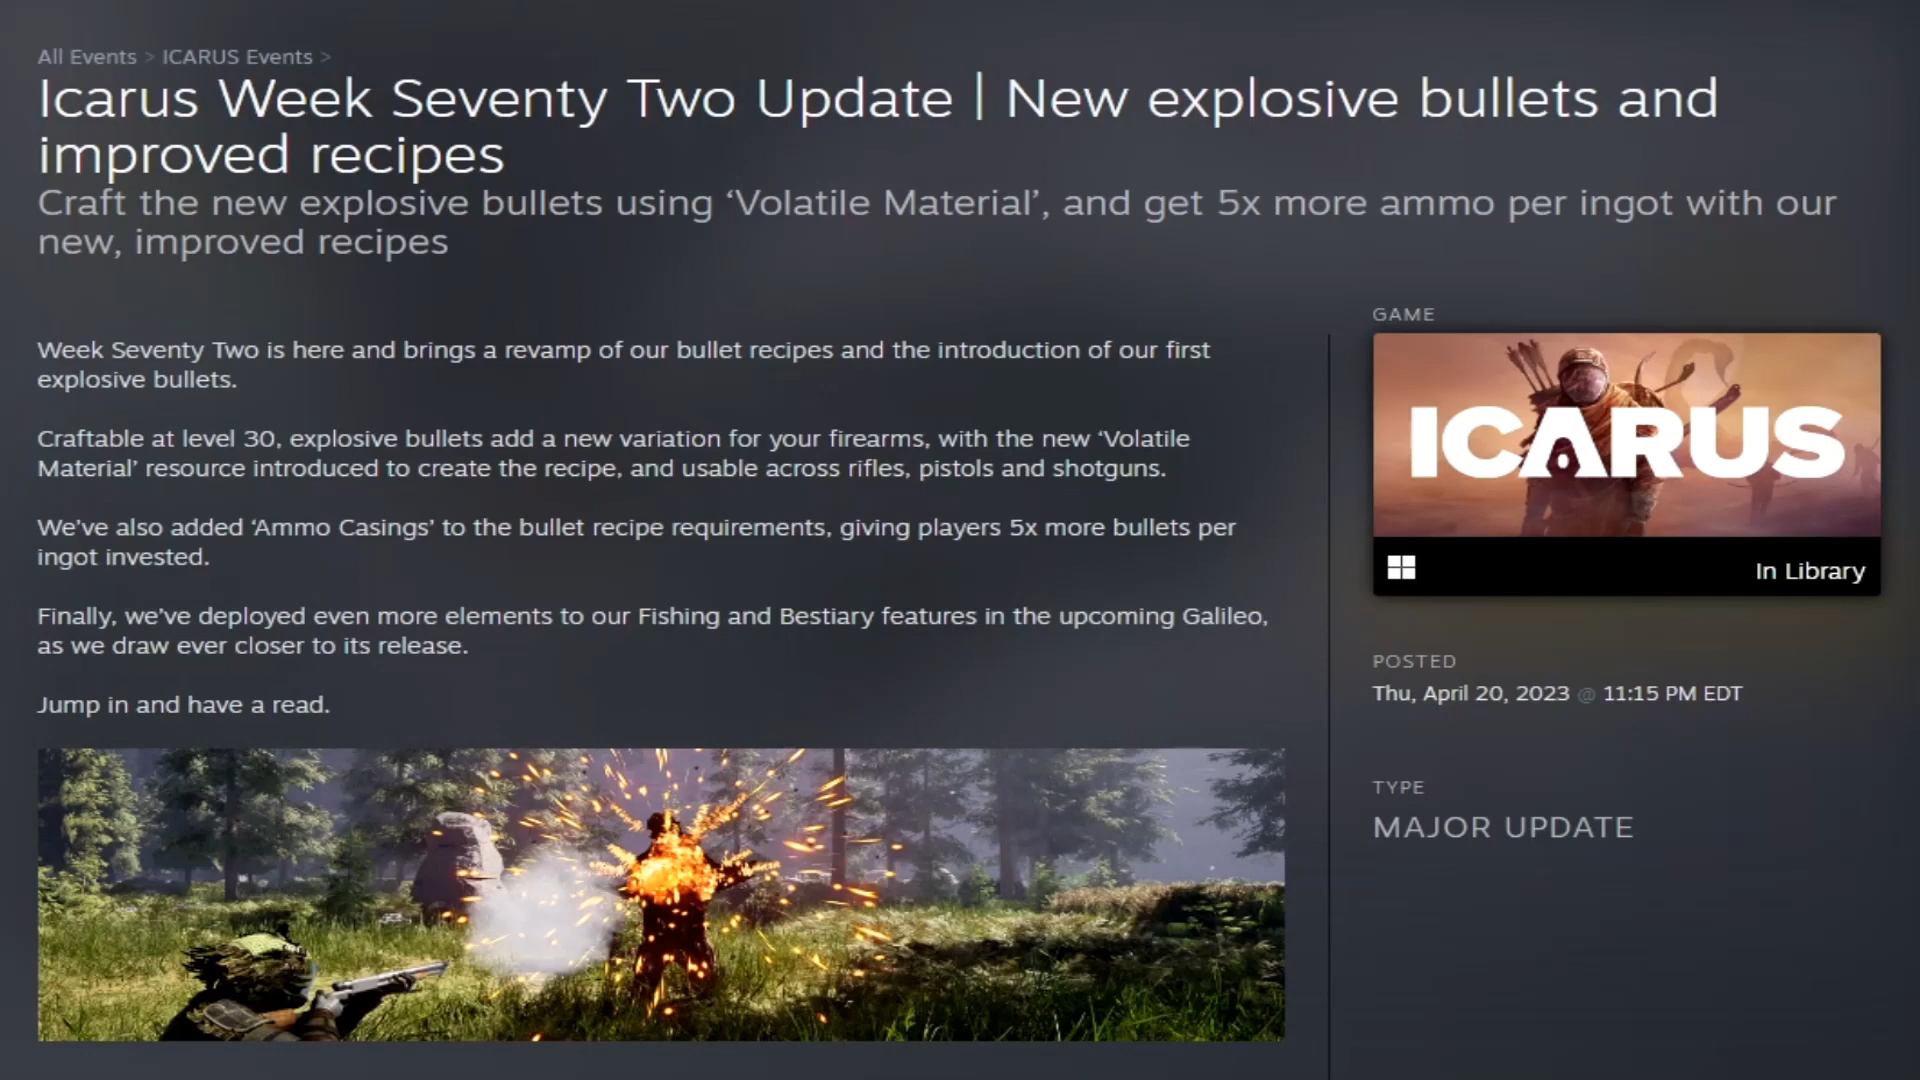 All Events > ICARUS Events >
Icarus Week Seventy Two Update | New explosive bullets and
improved recipes
Craft the new explosive bullets using ‘Volatile Material’, and get 5x more ammo per ingot with our
new, improved recipes
Week Seventy Two is here and brings a revamp of our bullet recipes and the introduction of our first
explosive bullets.
Craftable at level 30, explosive bullets add a new variation for your firearms, with the new ‘Volatile
Material’ resource introduced to create the recipe, and usable across rifles, pistols and shotguns.
We’ve also added ‘Ammo Casings’ to the bullet recipe requirements, giving players 5x more bullets per
ingot invested.
Finally, we’ve deployed even more elements to our Fishing and Bestiary features in the upcoming Galileo,
as we draw ever closer to its release.
Jump in and have a read.
GAME
ICARUS
In Library
POSTED
Thu, April 20, 2023 @ 11:15 PM EDT
TYPE
MAJOR UPDATE